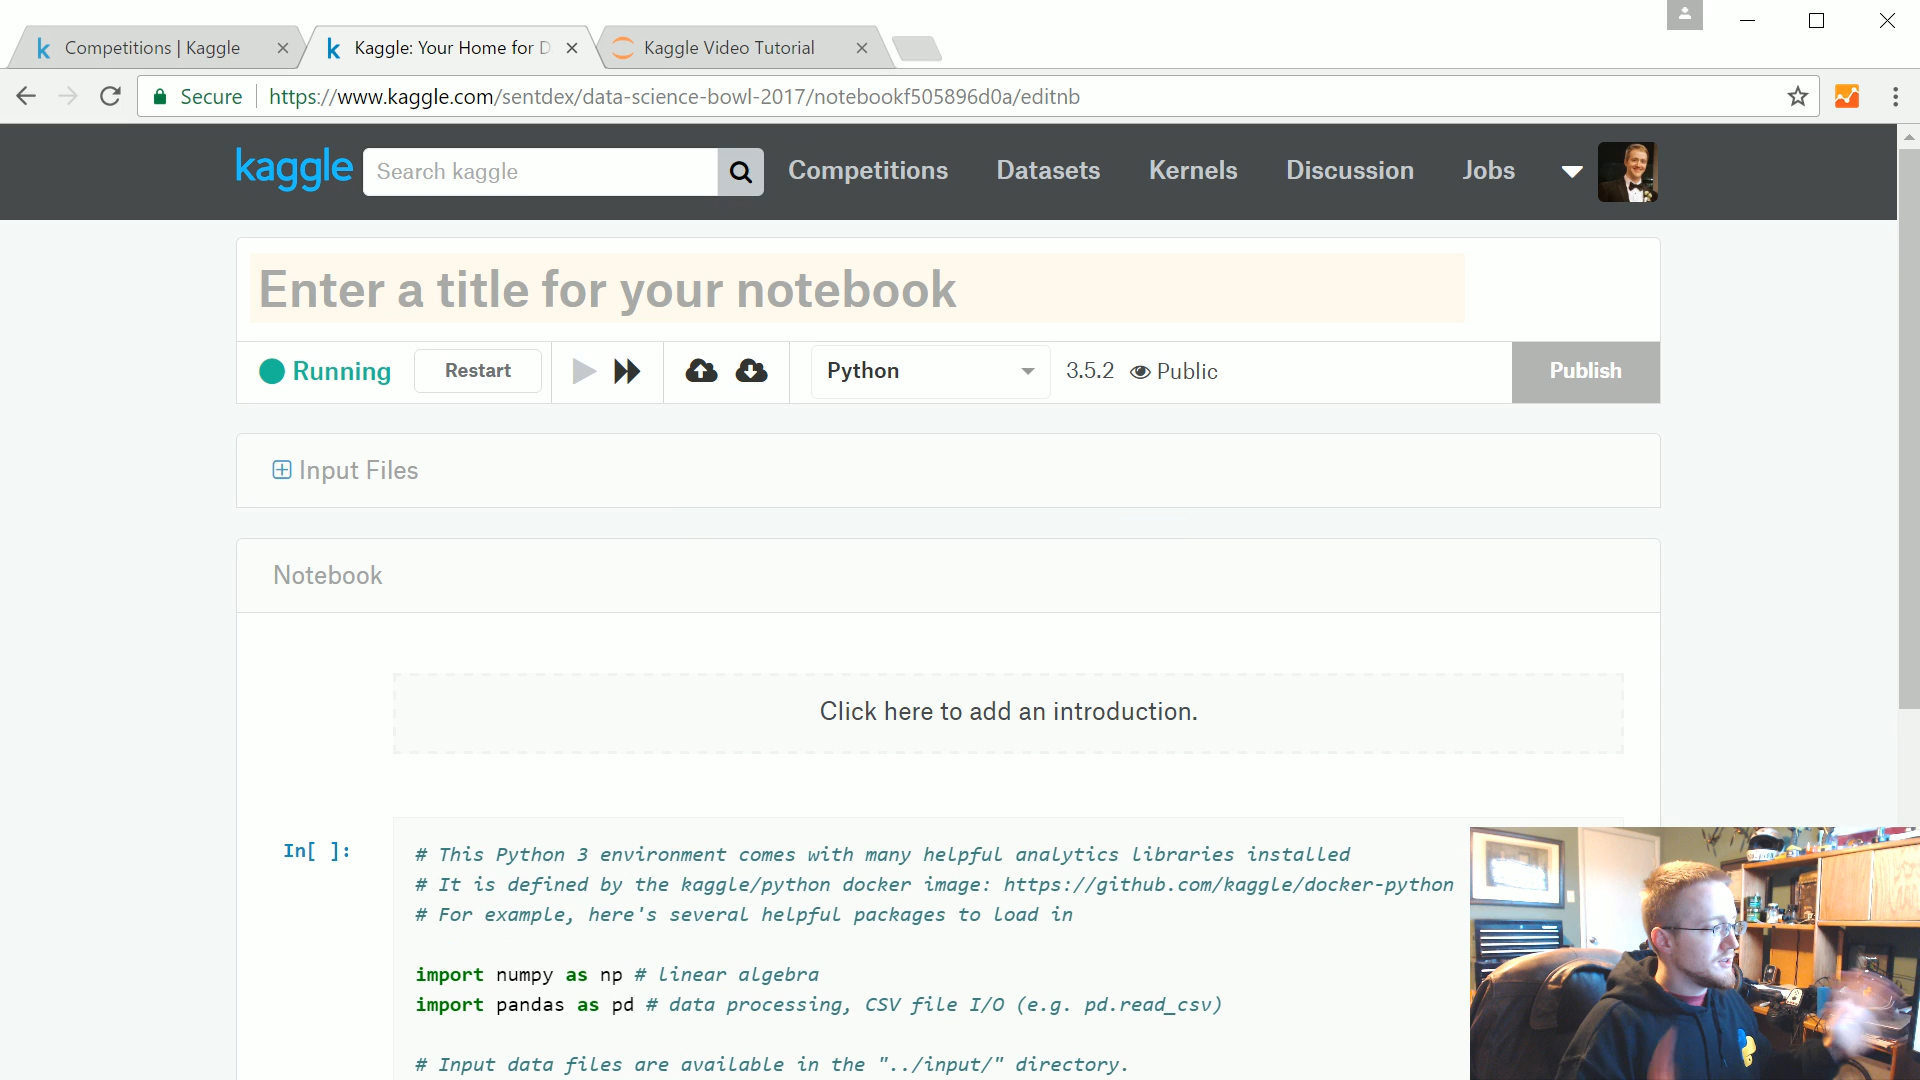 Competitions | Kaggle
Kaggle: Your Home for D
Kaggle Video Tutorial
Secure
https://www.kaggle.com/sentdex/data-science-bowl-2017/notebookf505896d0a/editnb
kaggle
Search kaggle
Competitions
Datasets
Kernels
Discussion
Jobs
Enter a title for your notebook
Running
Restart
Python
3.5.2
Public
Publish
Input Files
Notebook
Click here to add an introduction.
In[ ]:
# This Python 3 environment comes with many helpful analytics libraries installed
# It is defined by the kaggle/python docker image: https://github.com/kaggle/docker-python
# For example, here's several helpful packages to load in
import numpy as np # linear algebra
import pandas as pd # data processing, CSV file I/O (e.g. pd.read_csv)
# Input data files are available in the "../input/" directory.